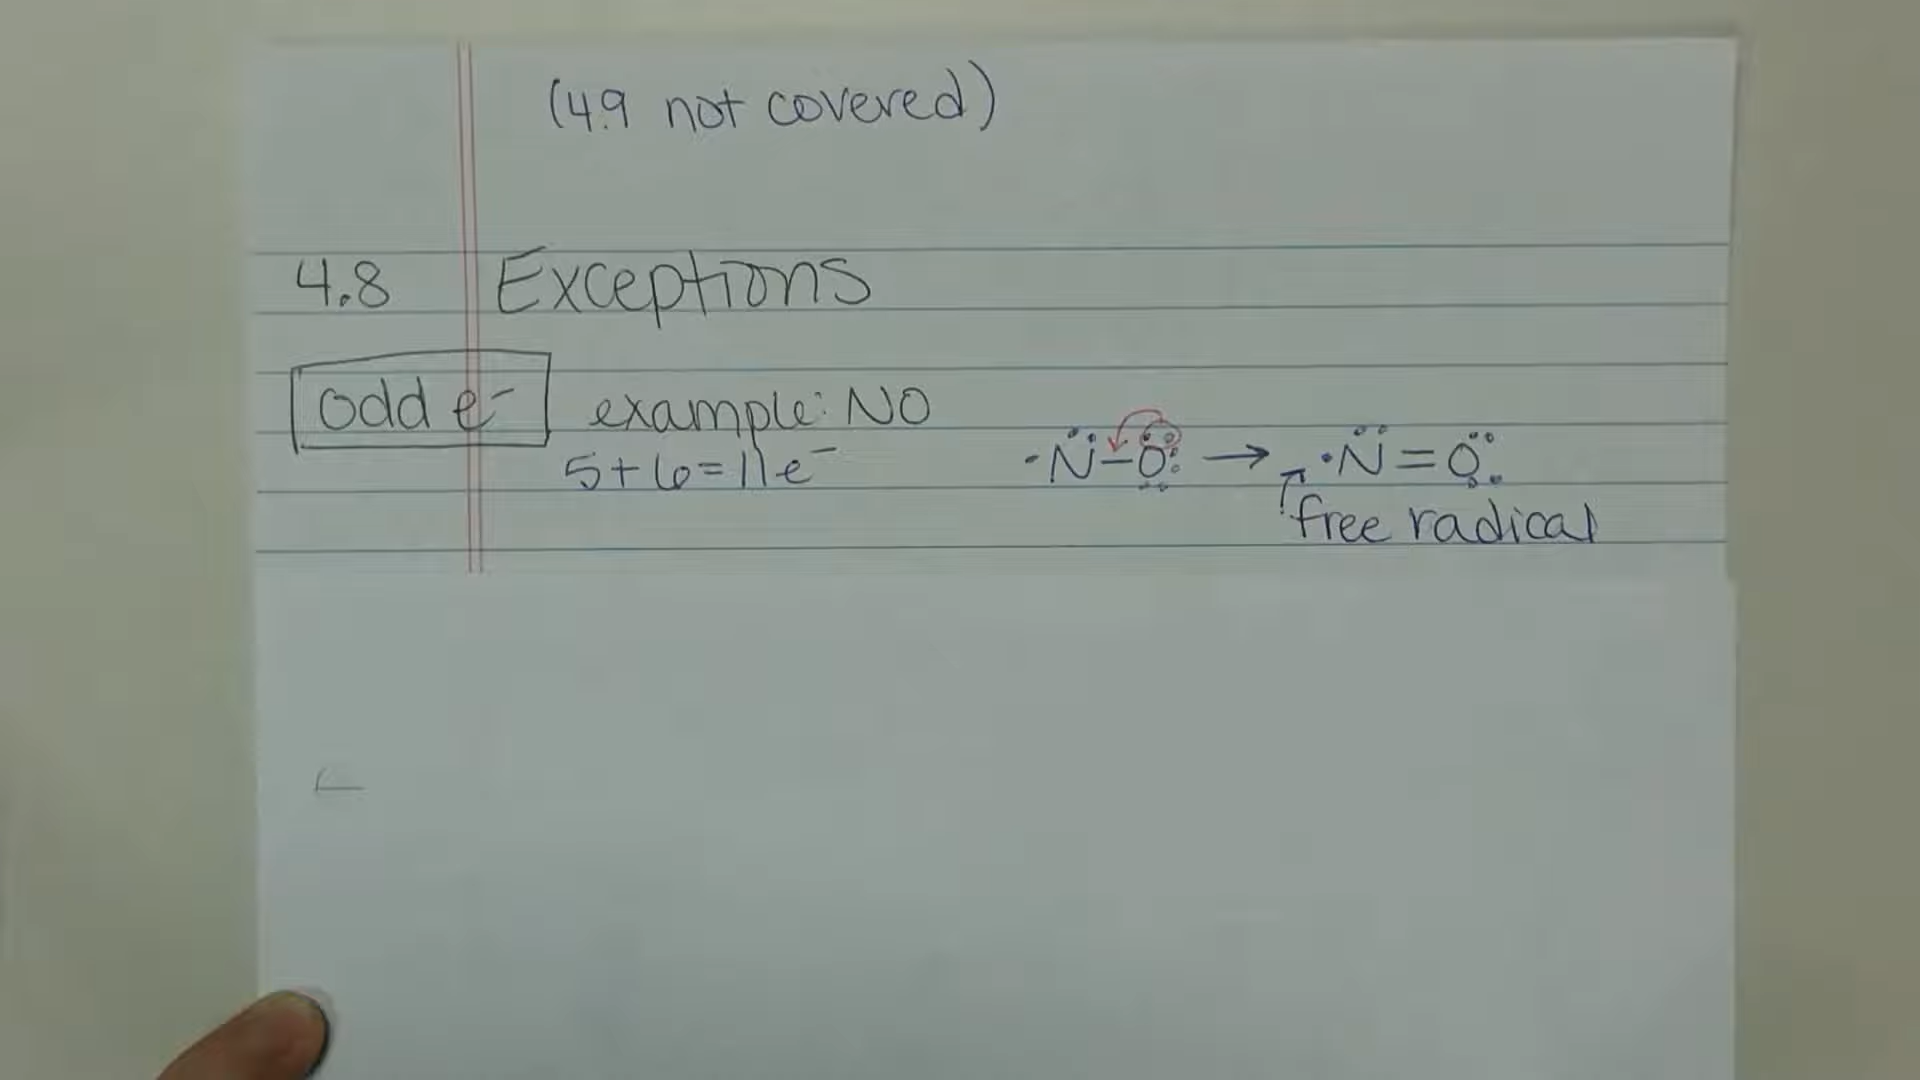 (4.9 not covered)
4.8 Exceptions
odd e⁻ example: NO
5+6=11e⁻ ·N̈–Ö: → ·N̈=Ö
free radical